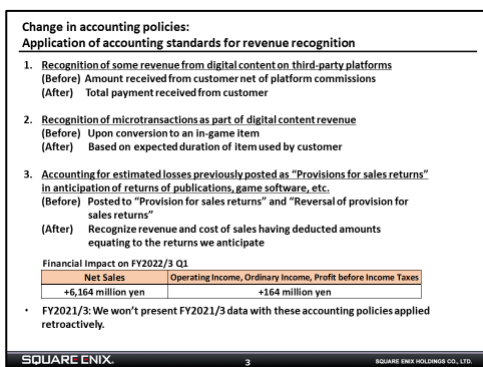 Change in accounting policies:
Application of accounting standards for revenue recognition
1. Recognition of some revenue from digital content on third-party platforms
(Before) Amount received from customer net of platform commissions
(After) Total payment received from customer
2. Recognition of microtransactions as part of digital content revenue
(Before) Upon conversion to an in-game item
(After) Based on expected duration of item used by customer
3. Accounting for estimated losses previously posted as “Provisions for sales returns”
in anticipation of returns of publications, game software, etc.
(Before) Posted to “Provision for sales returns” and “Reversal of provision for
sales returns”
(After) Recognize revenue and cost of sales having deducted amounts
equating to the returns we anticipate
Financial Impact on FY2022/3 Q1
Net Sales Operating Income, Ordinary Income, Profit before Income Taxes
+6,164 million yen +164 million yen
・ FY2021/3: We won’t present FY2021/3 data with these accounting policies applied
retroactively.
SQUARE ENIX. 3 SQUARE ENIX HOLDINGS CO., LTD.